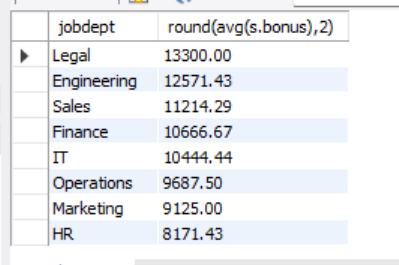 jobdept round(avg(s.bonus),2)
Legal 13300.00
Engineering 12571.43
Sales 11214.29
Finance 10666.67
IT 10444.44
Operations 9687.50
Marketing 9125.00
HR 8171.43